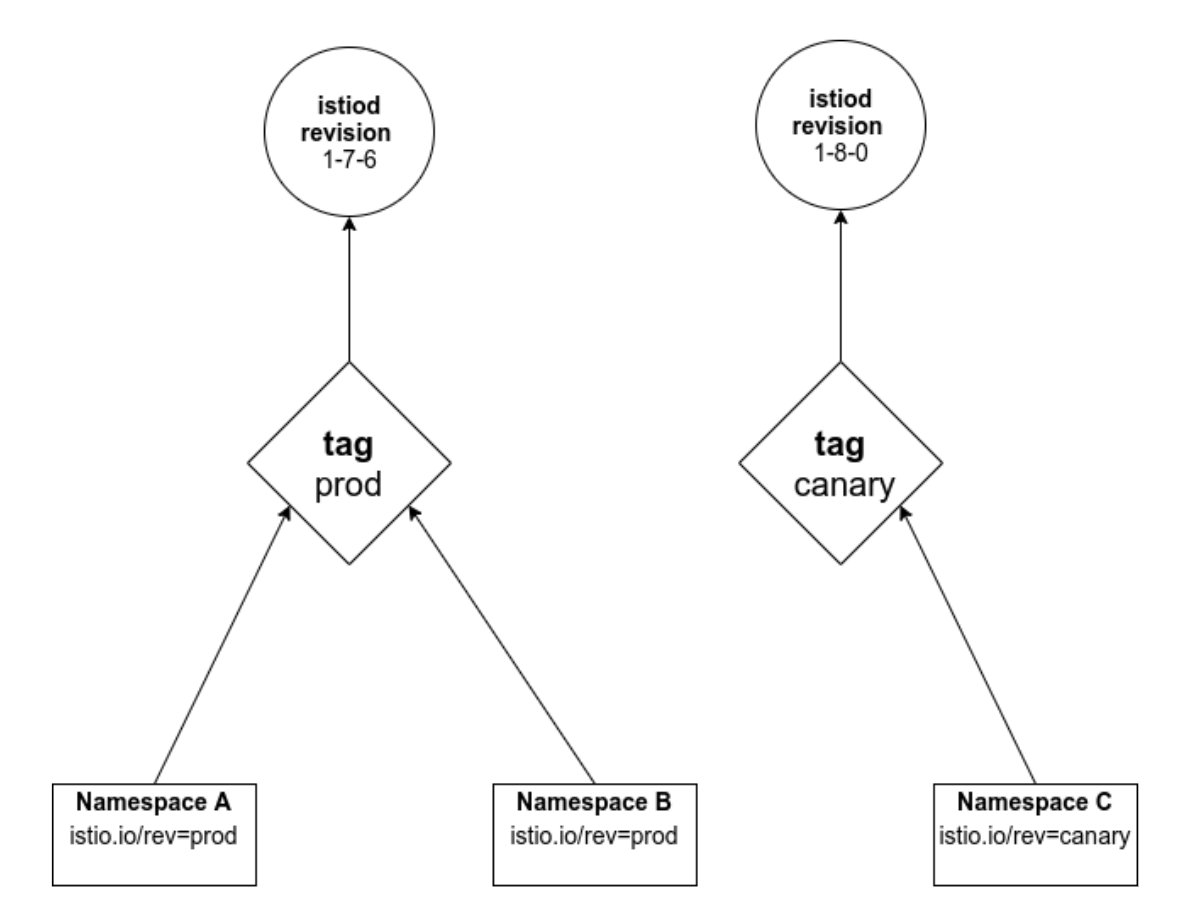 istiod
revision
1-7-6
istiod
revision
1-8-0
tag
prod
tag
canary
Namespace A
istio.io/rev=prod
Namespace B
istio.io/rev=prod
Namespace C
istio.io/rev=canary